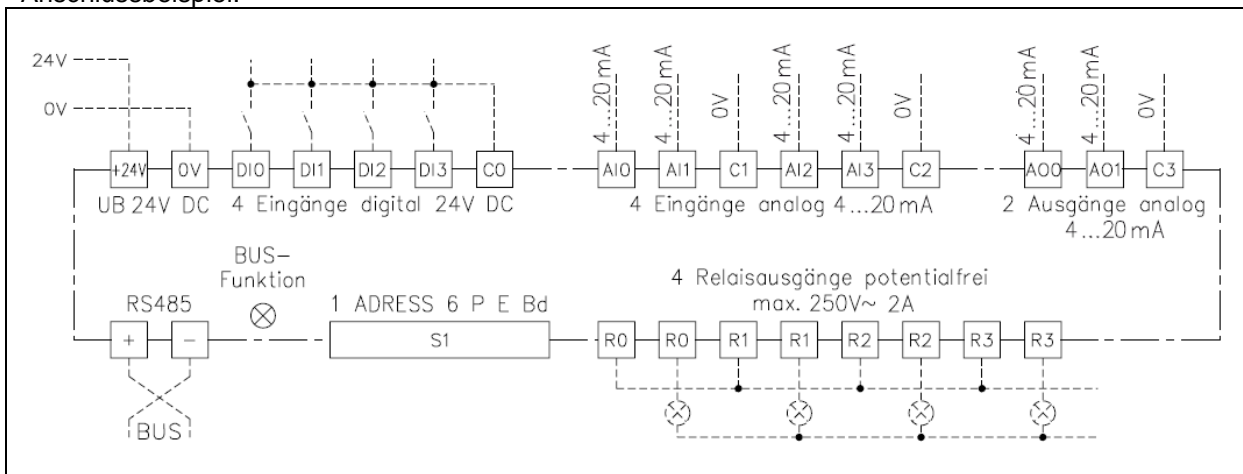 Anschlussbeispiel:
24V
0V
4...20mA
4...20mA
0V
4...20mA
4...20mA
0V
4...20mA
4...20mA
0V
+24V 0V DI0 DI1 DI2 DI3 C0 AI0 AI1 C1 AI2 AI3 C2 AO0 AO1 C3
UB 24V DC 4 Eingänge digital 24V DC 4 Eingänge analog 4...20mA 2 Ausgänge analog
4...20mA
BUS-
Funktion
4 Relaisausgänge potentialfrei
max. 250V~ 2A
RS485 1 ADRESS 6 P E Bd
+ - S1 R0 R0 R1 R1 R2 R2 R3 R3
BUS